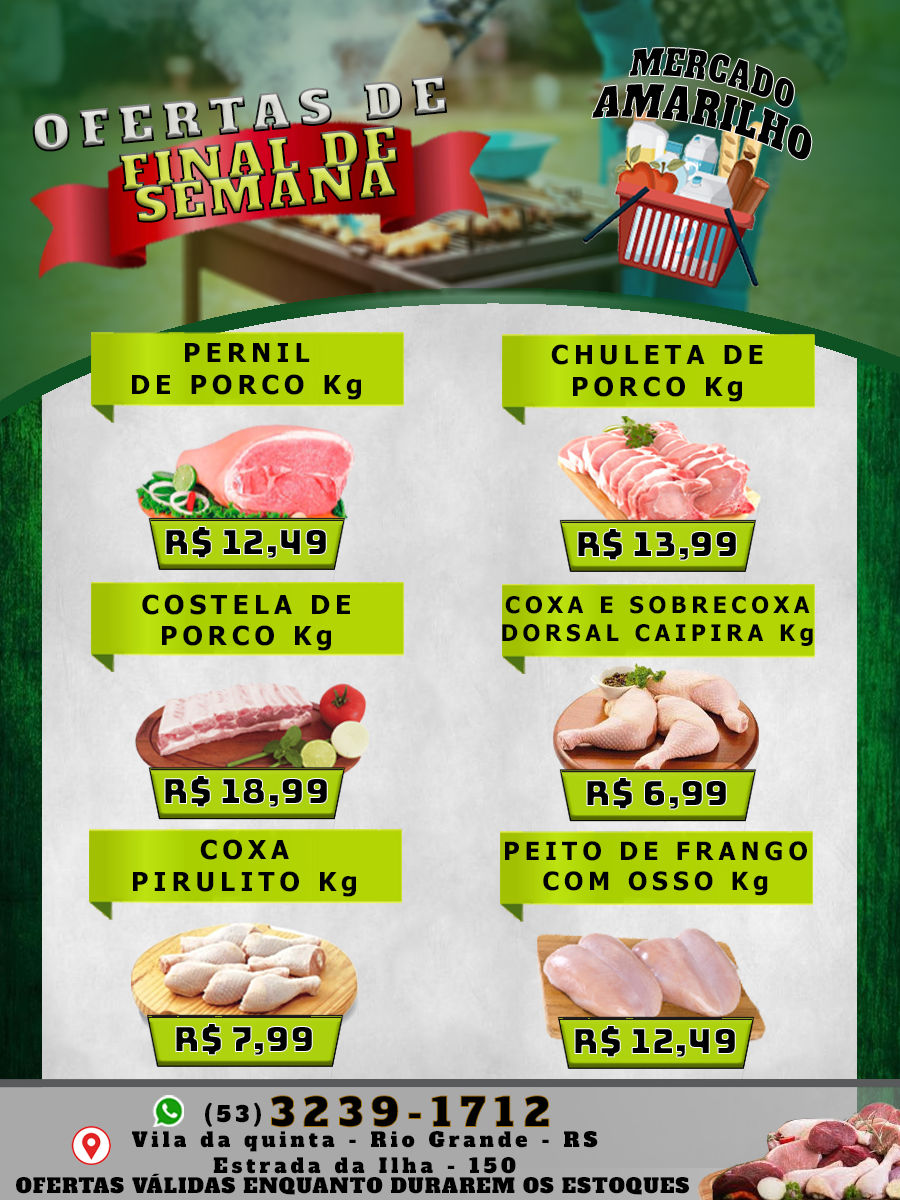 OFERTAS DE
FINAL DE
SEMANA
MERCADO
AMARILHO
PERNIL
DE PORCO Kg
R$ 12,49
CHULETA DE
PORCO Kg
R$ 13,99
COSTELA DE
PORCO Kg
R$ 18,99
COXA E SOBRECOXA
DORSAL CAIPIRA Kg
R$ 6,99
COXA
PIRULITO Kg
R$ 7,99
PEITO DE FRANGO
COM OSSO Kg
R$ 12,49
(53) 3239-1712
Vila da quinta - Rio Grande - RS
Estrada da Ilha - 150
OFERTAS VÁLIDAS ENQUANTO DURAREM OS ESTOQUES